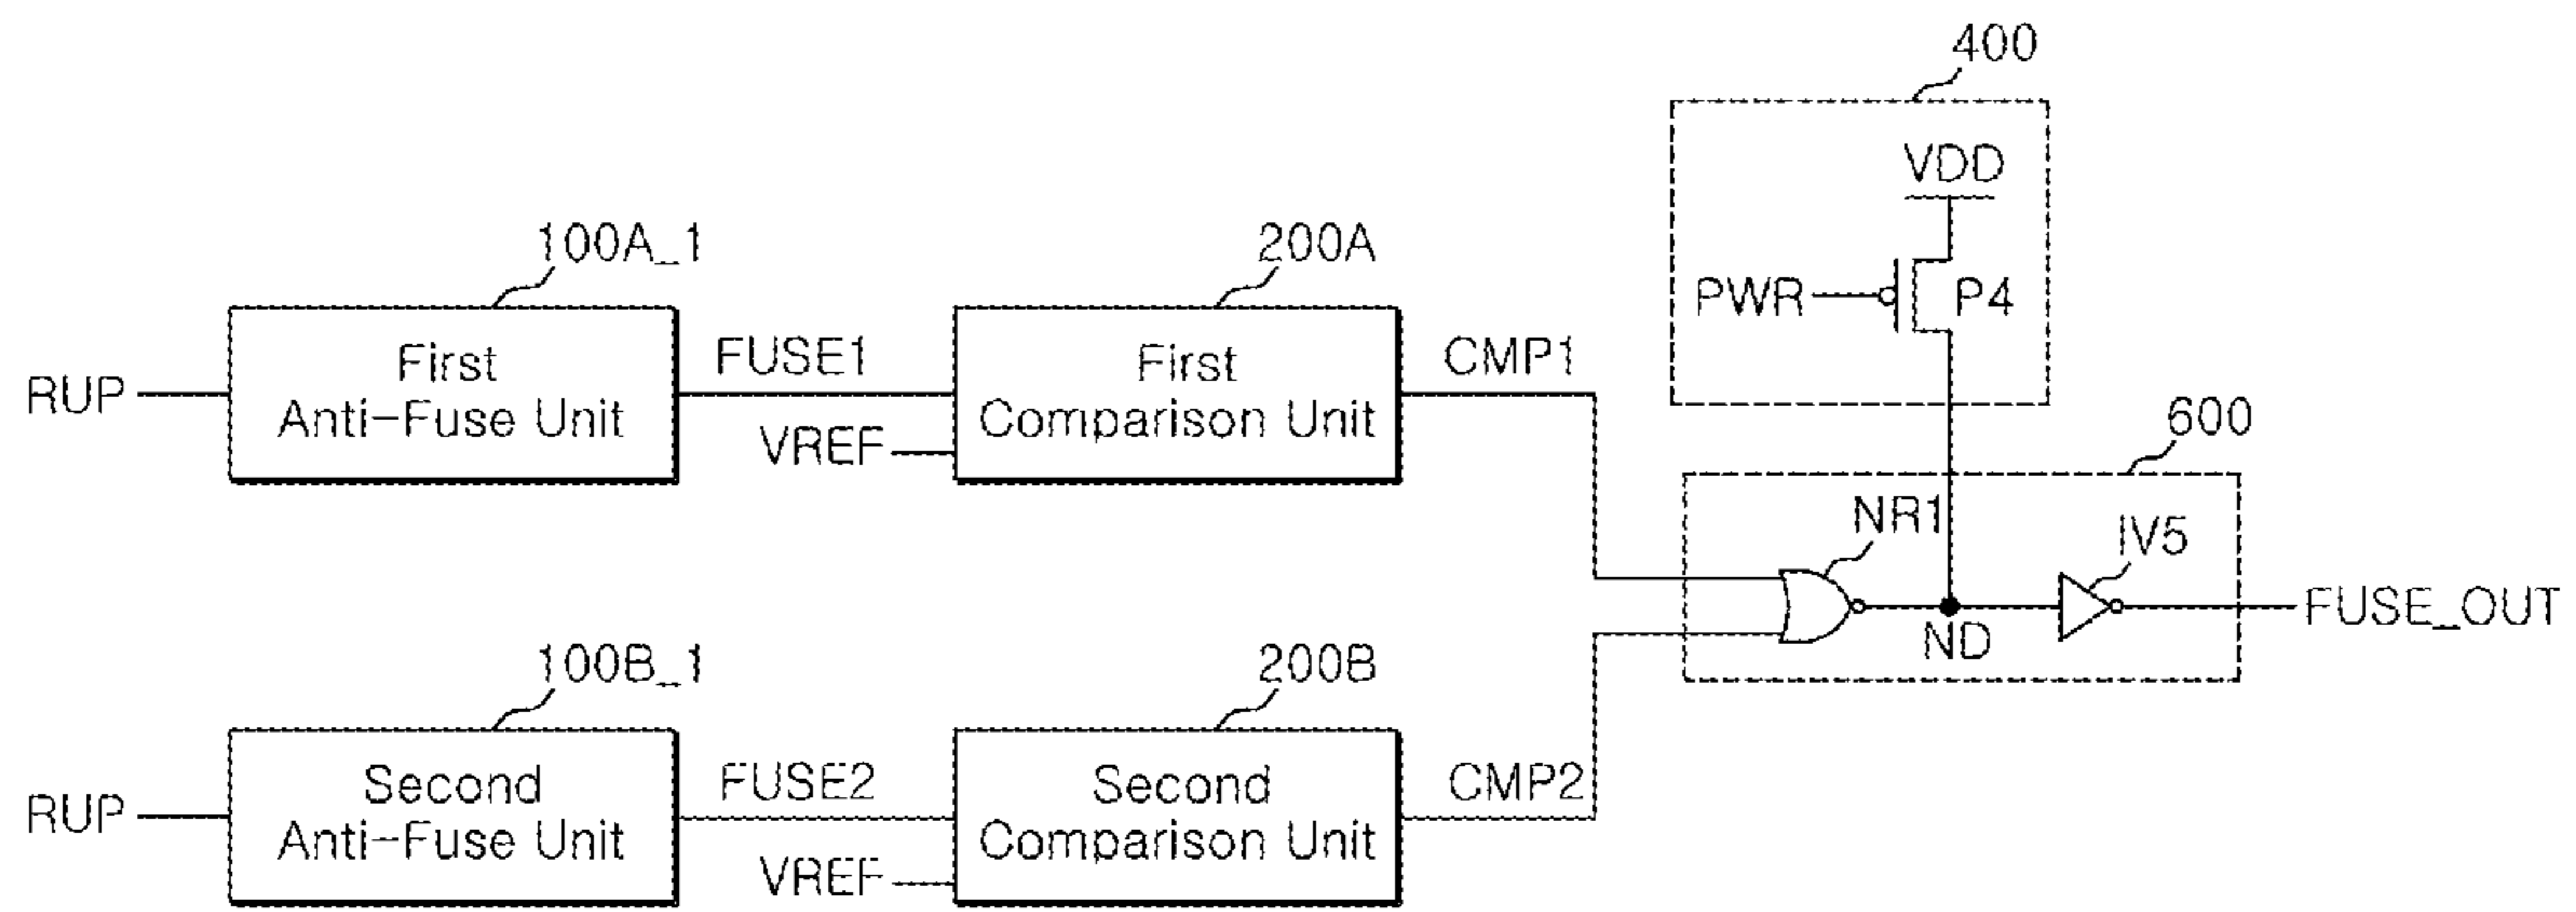 400
VDD
PWR
P4
100A_1
200A
RUP
First
Anti-Fuse Unit
FUSE1
VREF
First
Comparison Unit
CMP1
600
NR1
IV5
ND
FUSE_OUT
100B_1
200B
RUP
Second
Anti-Fuse Unit
FUSE2
VREF
Second
Comparison Unit
CMP2